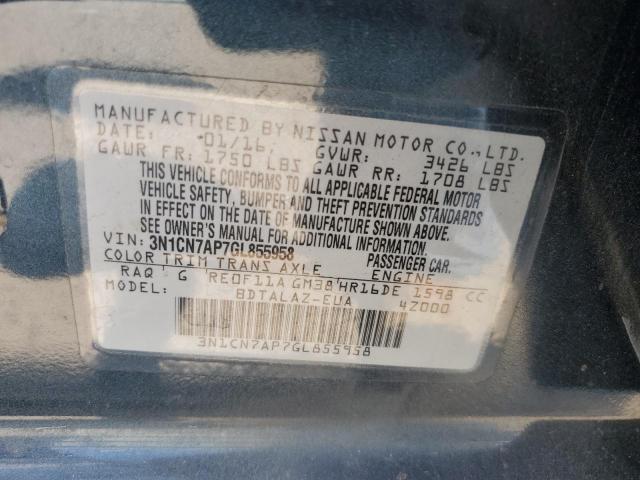 MANUFACTURED BY NISSAN MOTOR CO., LTD.
DATE: 01/16 GVWR: 3426 LBS
GAWR FR: 1750 LBS GAWR RR: 1708 LBS
THIS VEHICLE CONFORMS TO ALL APPLICABLE FEDERAL MOTOR
VEHICLE SAFETY, BUMPER AND THEFT PREVENTION STANDARDS
IN EFFECT ON THE DATE OF MANUFACTURE SHOWN ABOVE.
SEE OWNER'S MANUAL FOR ADDITIONAL INFORMATION.
VIN: 3N1CN7AP7GL855958 PASSENGER CAR
COLOR TRIM TRANS AXLE ENGINE
RAQ G RE0F11A GM38 HR16DE 1598 CC
MODEL: BDTALAZ-EUA 4Z000
3N1CN7AP7GL855958